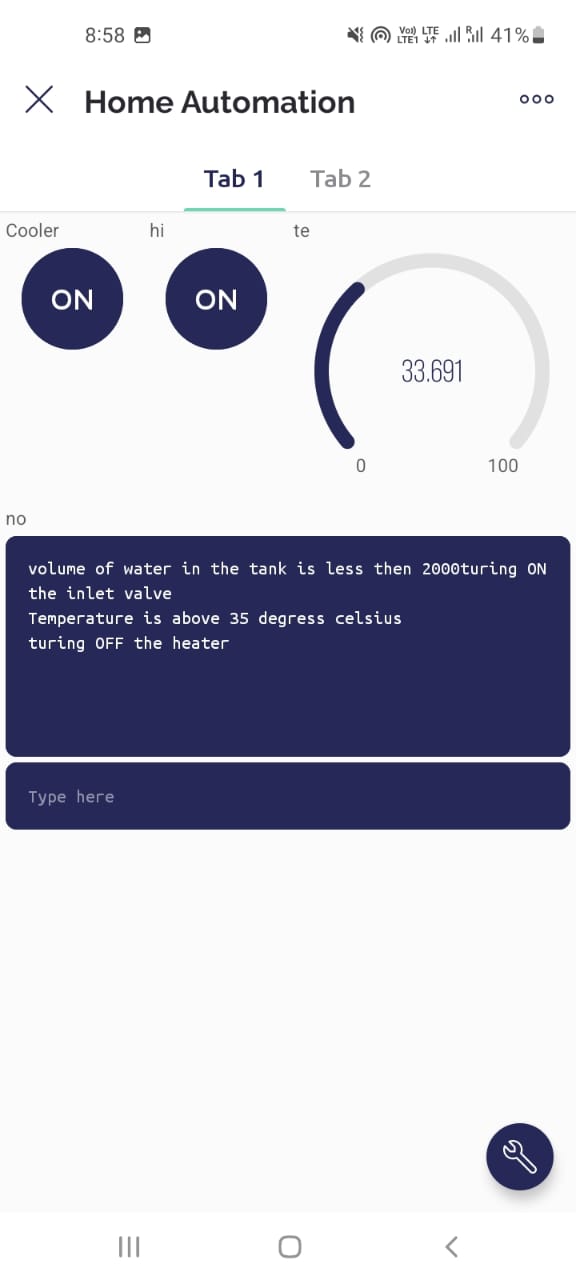 8:58
Vo) LTE 41%
LTE1
Home Automation
Tab 1 Tab 2
Cooler hi te
ON ON
33.691
0 100
no
volume of water in the tank is less then 2000turing ON
the inlet valve
Temperature is above 35 degress celsius
turing OFF the heater
Type here